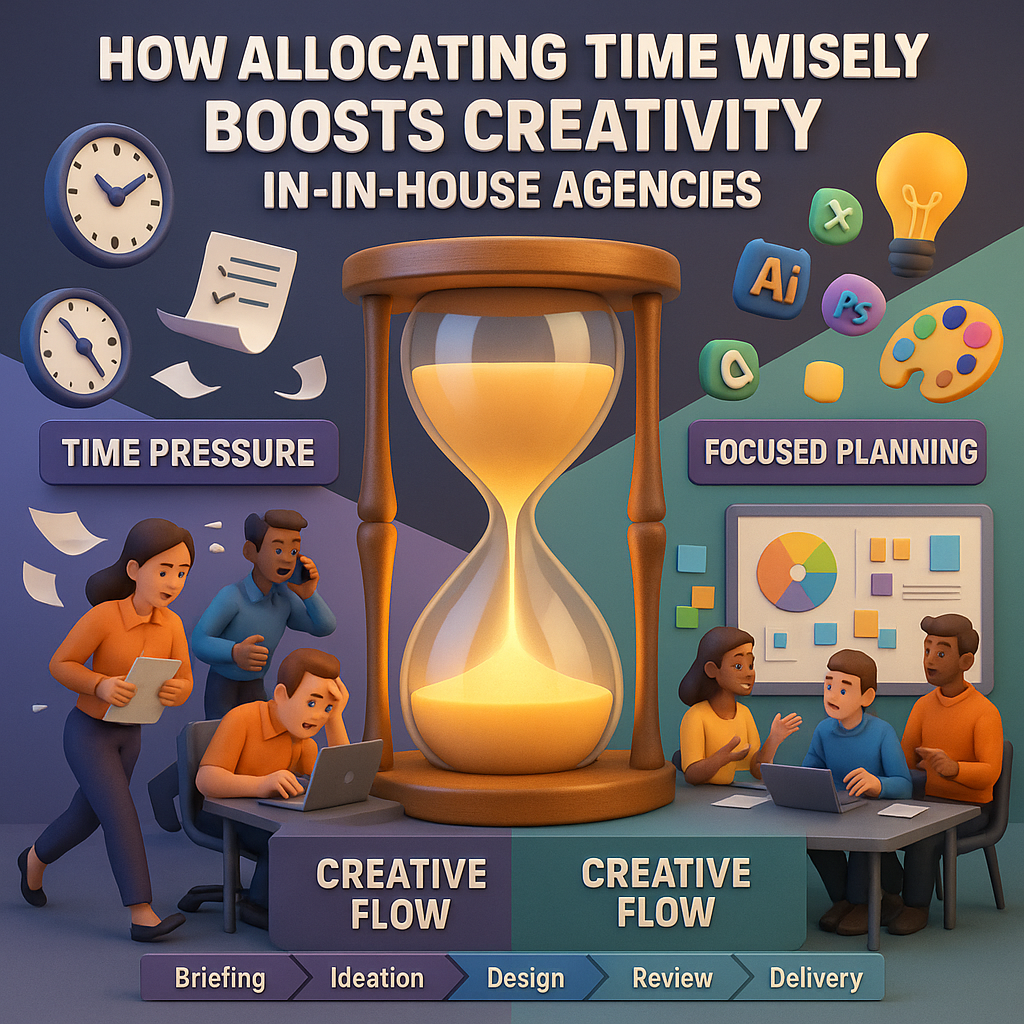 HOW ALLOCATING TIME WISELY
BOOSTS CREATIVITY
IN-IN-HOUSE AGENCIES
X
Ai
Ps
TIME PRESSURE
FOCUSED PLANNING
CREATIVE
FLOW
CREATIVE
FLOW
Briefing
Ideation
Design
Review
Delivery